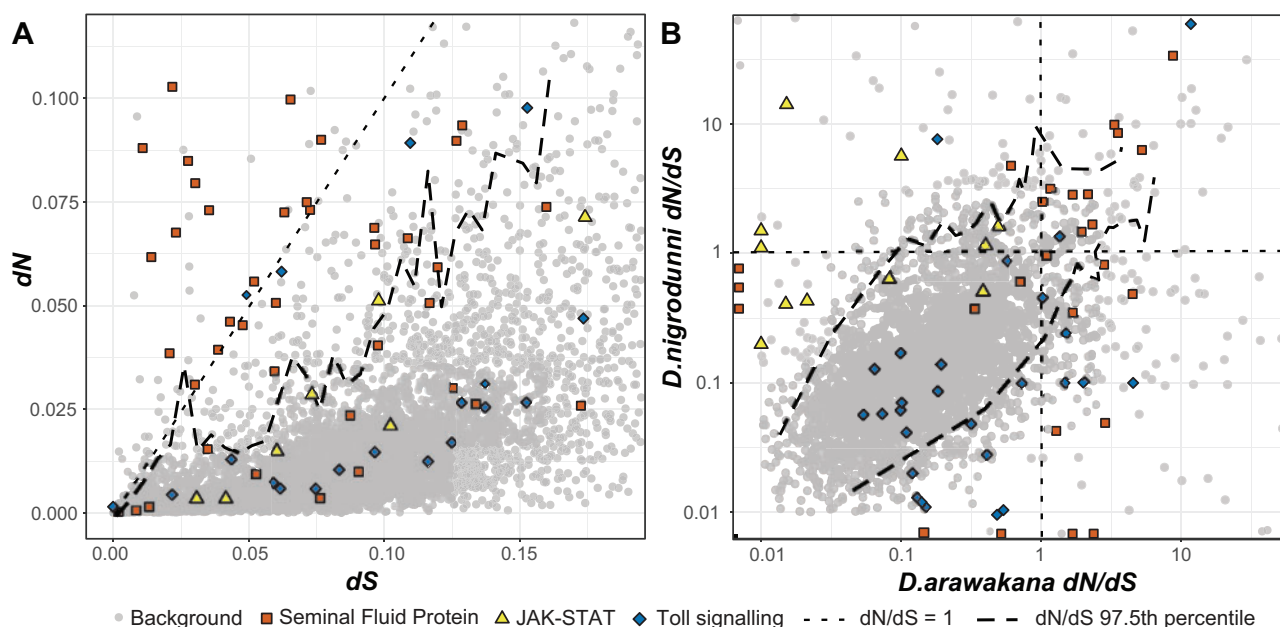 A
dN
0.100
0.075
0.050
0.025
0.000
0.00 0.05 0.10 0.15
dS
B
D.nigrodunni dN/dS
10
1
0.1
0.01
0.01 0.1 1 10
D.arawakana dN/dS
Background Seminal Fluid Protein JAK-STAT Toll signalling dN/dS = 1 dN/dS 97.5th percentile